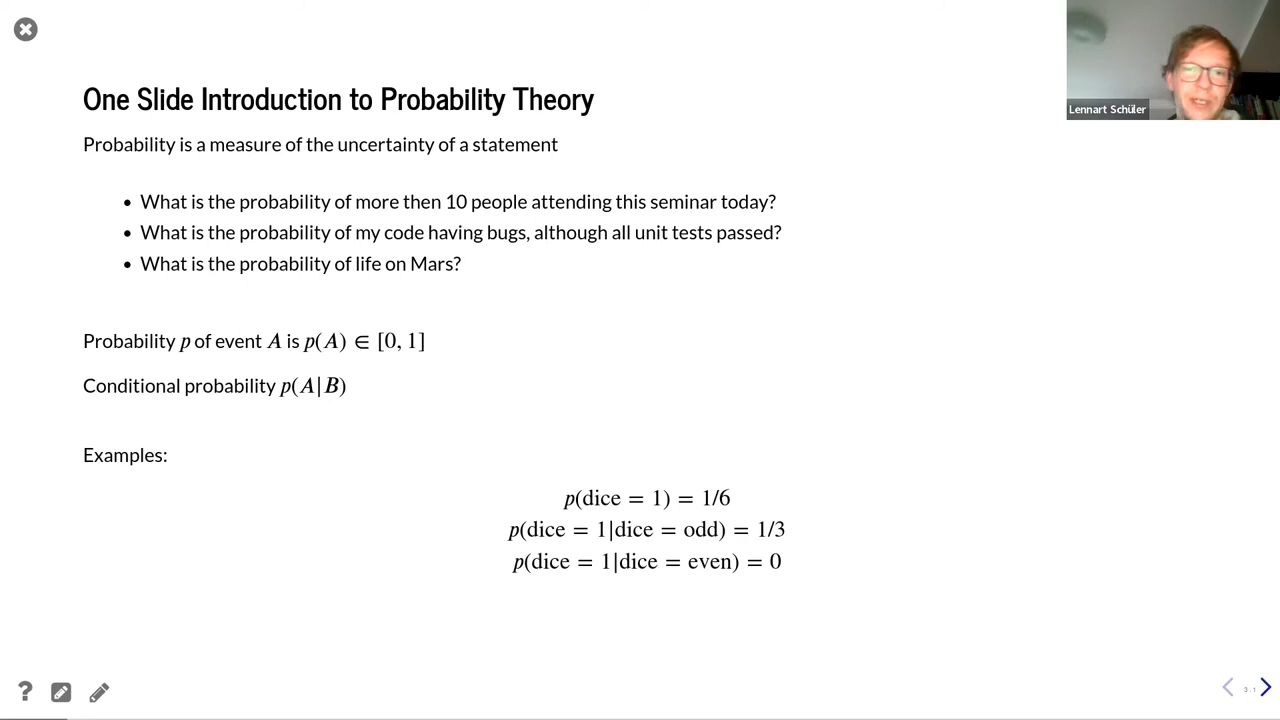 One Slide Introduction to Probability Theory
Lennart Schüler
Probability is a measure of the uncertainty of a statement
• What is the probability of more then 10 people attending this seminar today?
• What is the probability of my code having bugs, although all unit tests passed?
• What is the probability of life on Mars?
Probability p of event A is p(A) ∈ [0, 1]
Conditional probability p(A|B)
Examples:
p(dice = 1) = 1/6
p(dice = 1|dice = odd) = 1/3
p(dice = 1|dice = even) = 0
?
3.1